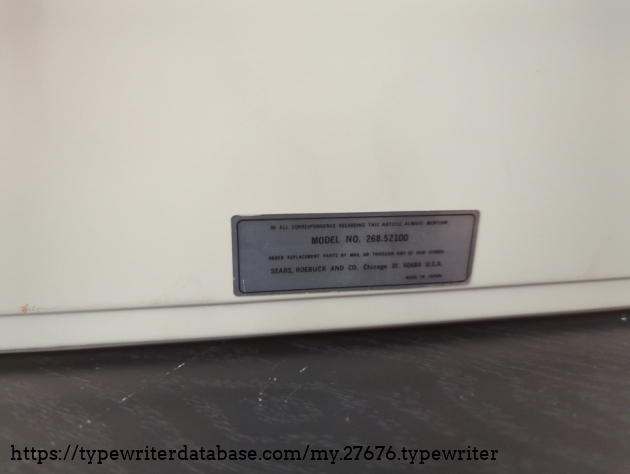 IN ALL CORRESPONDENCE REGARDING THIS ARTICLE ALWAYS MENTION
MODEL NO. 268.52100
ORDER REPLACEMENT PARTS BY MAIL OR THROUGH ANY OF OUR STORES
SEARS, ROEBUCK AND CO. Chicago Ill. 60684 U.S.A.
MADE IN JAPAN
https://typewriterdatabase.com/my.27676.typewriter